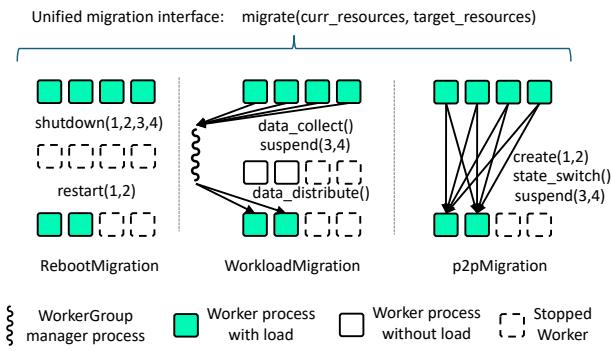 Unified migration interface: migrate(curr_resources, target_resources)
shutdown(1,2,3,4)
restart(1,2)
RebootMigration
data_collect()
suspend(3,4)
data_distribute()
WorkloadMigration
create(1,2)
state_switch()
suspend(3,4)
p2pMigration
WorkerGroup
manager process
Worker process
with load
Worker process
without load
Stopped
Worker